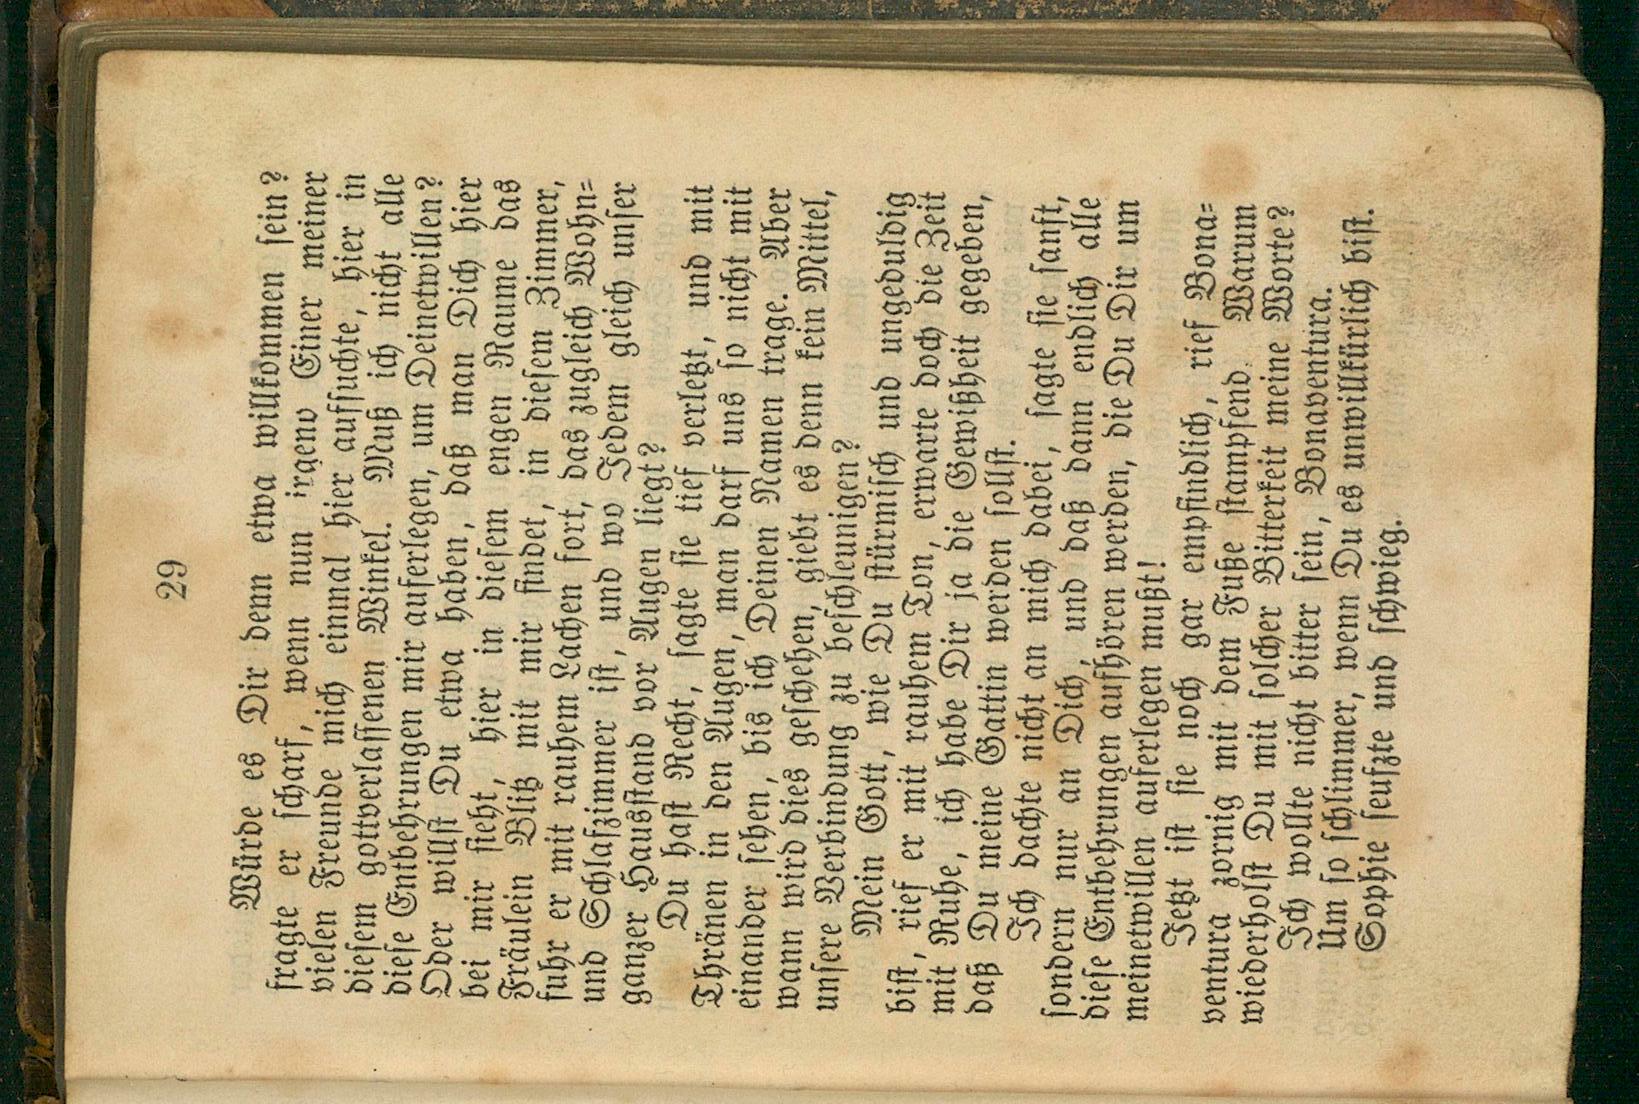 29
Würde es Dir denn etwa willkommen sein?
fragte er scharf, wenn nun irgend Einer meiner
vielen Freunde mich einmal hier aufsuchte, hier in
diesem gottverlassenen Winkel. Muß ich nicht alle
diese Entbehrungen mir auferlegen, um Deinetwillen?
Oder willst Du etwa haben, daß man Dich hier
bei mir sieht, hier in diesem engen Raume das
Fräulein Blitz mit mir findet, in diesem Zimmer,
fuhr er mit rauhem Lachen fort, das zugleich Wohn=
und Schlafzimmer ist, und wo Jedem gleich unser
ganzer Hausstand vor Augen liegt?
Du hast Recht, sagte sie tief verletzt, und mit
Thränen in den Augen, man darf uns so nicht mit
einander sehen, bis ich Deinen Namen trage. Aber
wann wird dies geschehen, giebt es denn kein Mittel,
unsere Verbindung zu beschleunigen?
Mein Gott, wie Du stürmisch und ungeduldig
bist, rief er mit rauhem Ton, erwarte doch die Zeit
mit Ruhe, ich habe Dir ja die Gewißheit gegeben,
daß Du meine Gattin werden sollst.
Ich dachte nicht an mich dabei, sagte sie sanft,
sondern nur an Dich, und daß dann endlich alle
diese Entbehrungen aufhören werden, die Du Dir um
meinetwillen auferlegen mußt!
Jetzt ist sie noch gar empfindlich, rief Bona=
ventura zornig mit dem Fuße stampfend. Warum
wiederholst Du mit solcher Bitterkeit meine Worte?
Ich wollte nicht bitter sein, Bonaventura.
Um so schlimmer, wenn Du es unwillkürlich bist.
Sophie seufzte und schwieg.